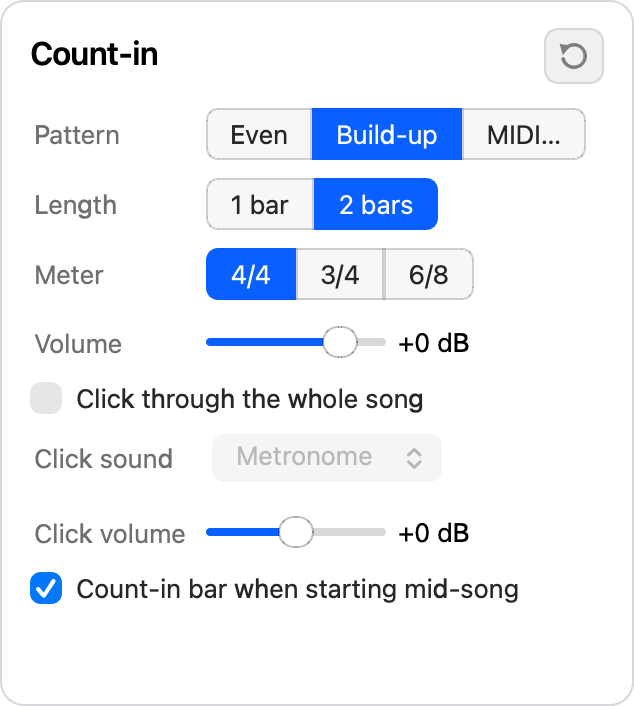 Count-in
Pattern Even Build-up MIDI...
Length 1 bar 2 bars
Meter 4/4 3/4 6/8
Volume +0 dB
Click through the whole song
Click sound Metronome
Click volume +0 dB
Count-in bar when starting mid-song